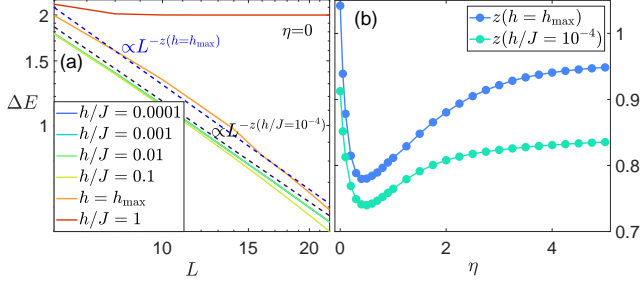 2
1.5
1
ΔE
(a)
η=0
∝L^{-z(h=h_max)}
∝L^{-z(h/J=10^{-4})}
h/J = 0.0001
h/J = 0.001
h/J = 0.01
h/J = 0.1
h = h_max
h/J = 1
10
15
20
L
(b)
z(h = h_max)
z(h/J = 10^{-4})
1
0.9
0.8
0.7
0
2
4
η